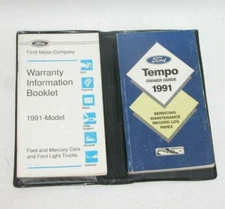 Ford
Ford Motor Company
Warranty
Information
Booklet
1991-Model
Ford and Mercury Cars
and Ford Light Trucks
Ford
Tempo
OWNER GUIDE
1991
SERVICING
MAINTENANCE
RECORD LOG
INDEX